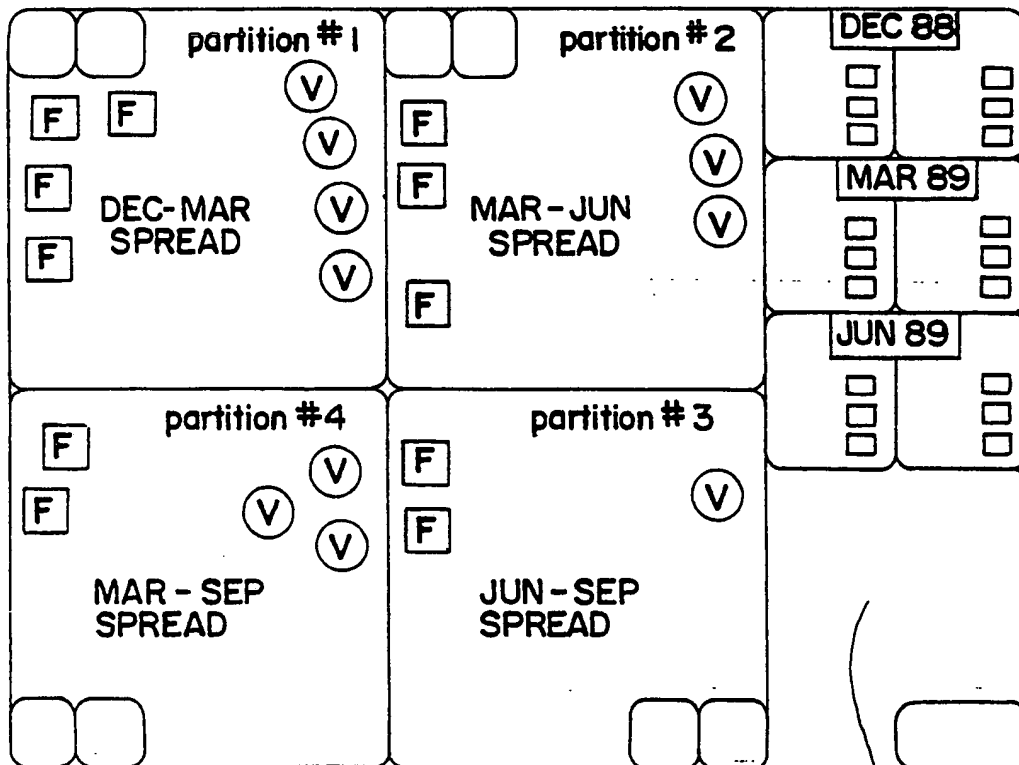 partition #1
F F V
V
F V
DEC-MAR
SPREAD
F V
partition #2
F V
F V
MAR-JUN
SPREAD
V
F
DEC 88
MAR 89
JUN 89
partition #4
F V
F V
V
MAR-SEP
SPREAD
partition #3
F
F V
JUN-SEP
SPREAD